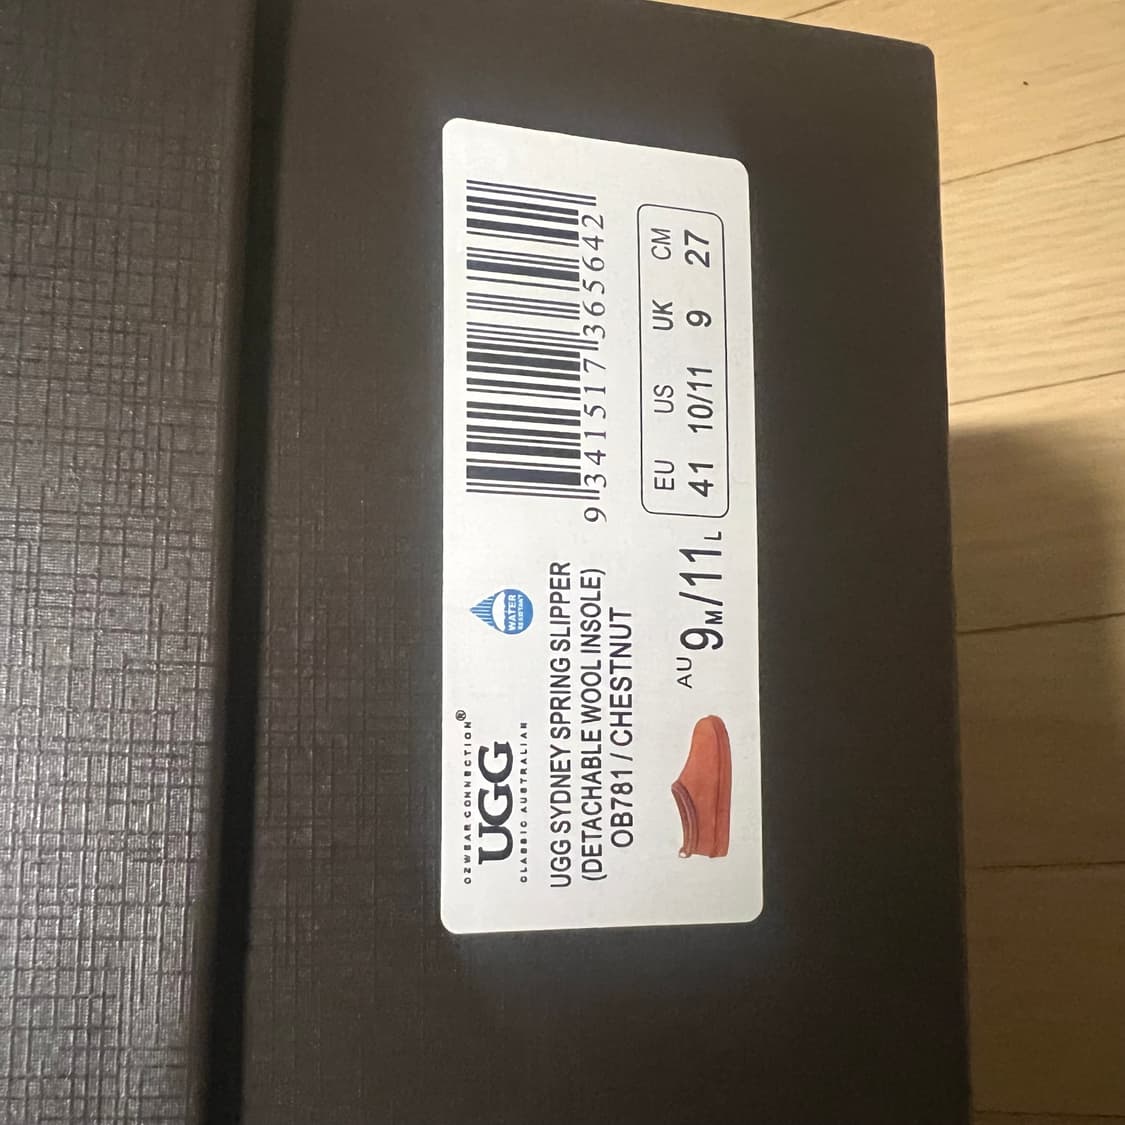 OZWEAR CONNECTION®
UGG
CLASSIC AUSTRALIAN
WATER
RESISTANT
UGG SYDNEY SPRING SLIPPER
(DETACHABLE WOOL INSOLE)
OB781 / CHESTNUT
9 341517 365642
AU 9M/11L
EU US UK CM
41 10/11 9 27